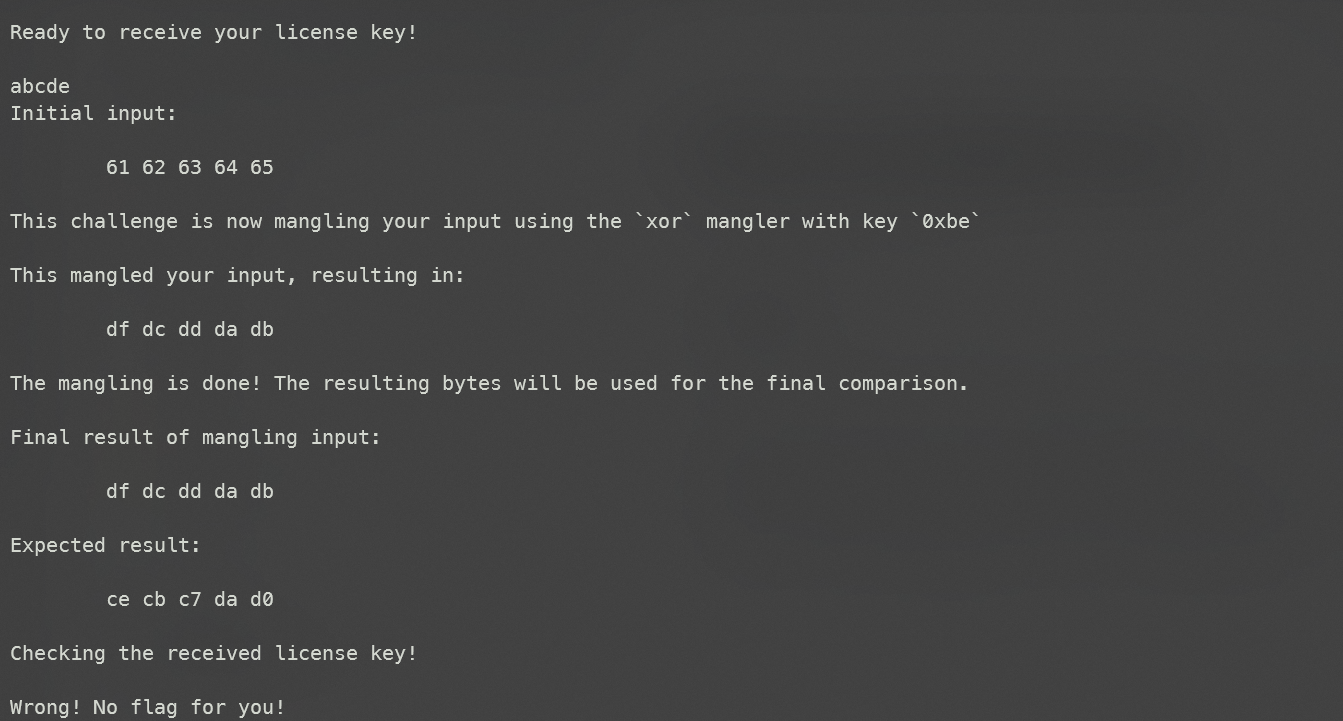 Ready to receive your license key!
abcde
Initial input:
61 62 63 64 65
This challenge is now mangling your input using the `xor` mangler with key `0xbe`
This mangled your input, resulting in:
df dc dd da db
The mangling is done! The resulting bytes will be used for the final comparison.
Final result of mangling input:
df dc dd da db
Expected result:
ce cb c7 da d0
Checking the received license key!
Wrong! No flag for you!